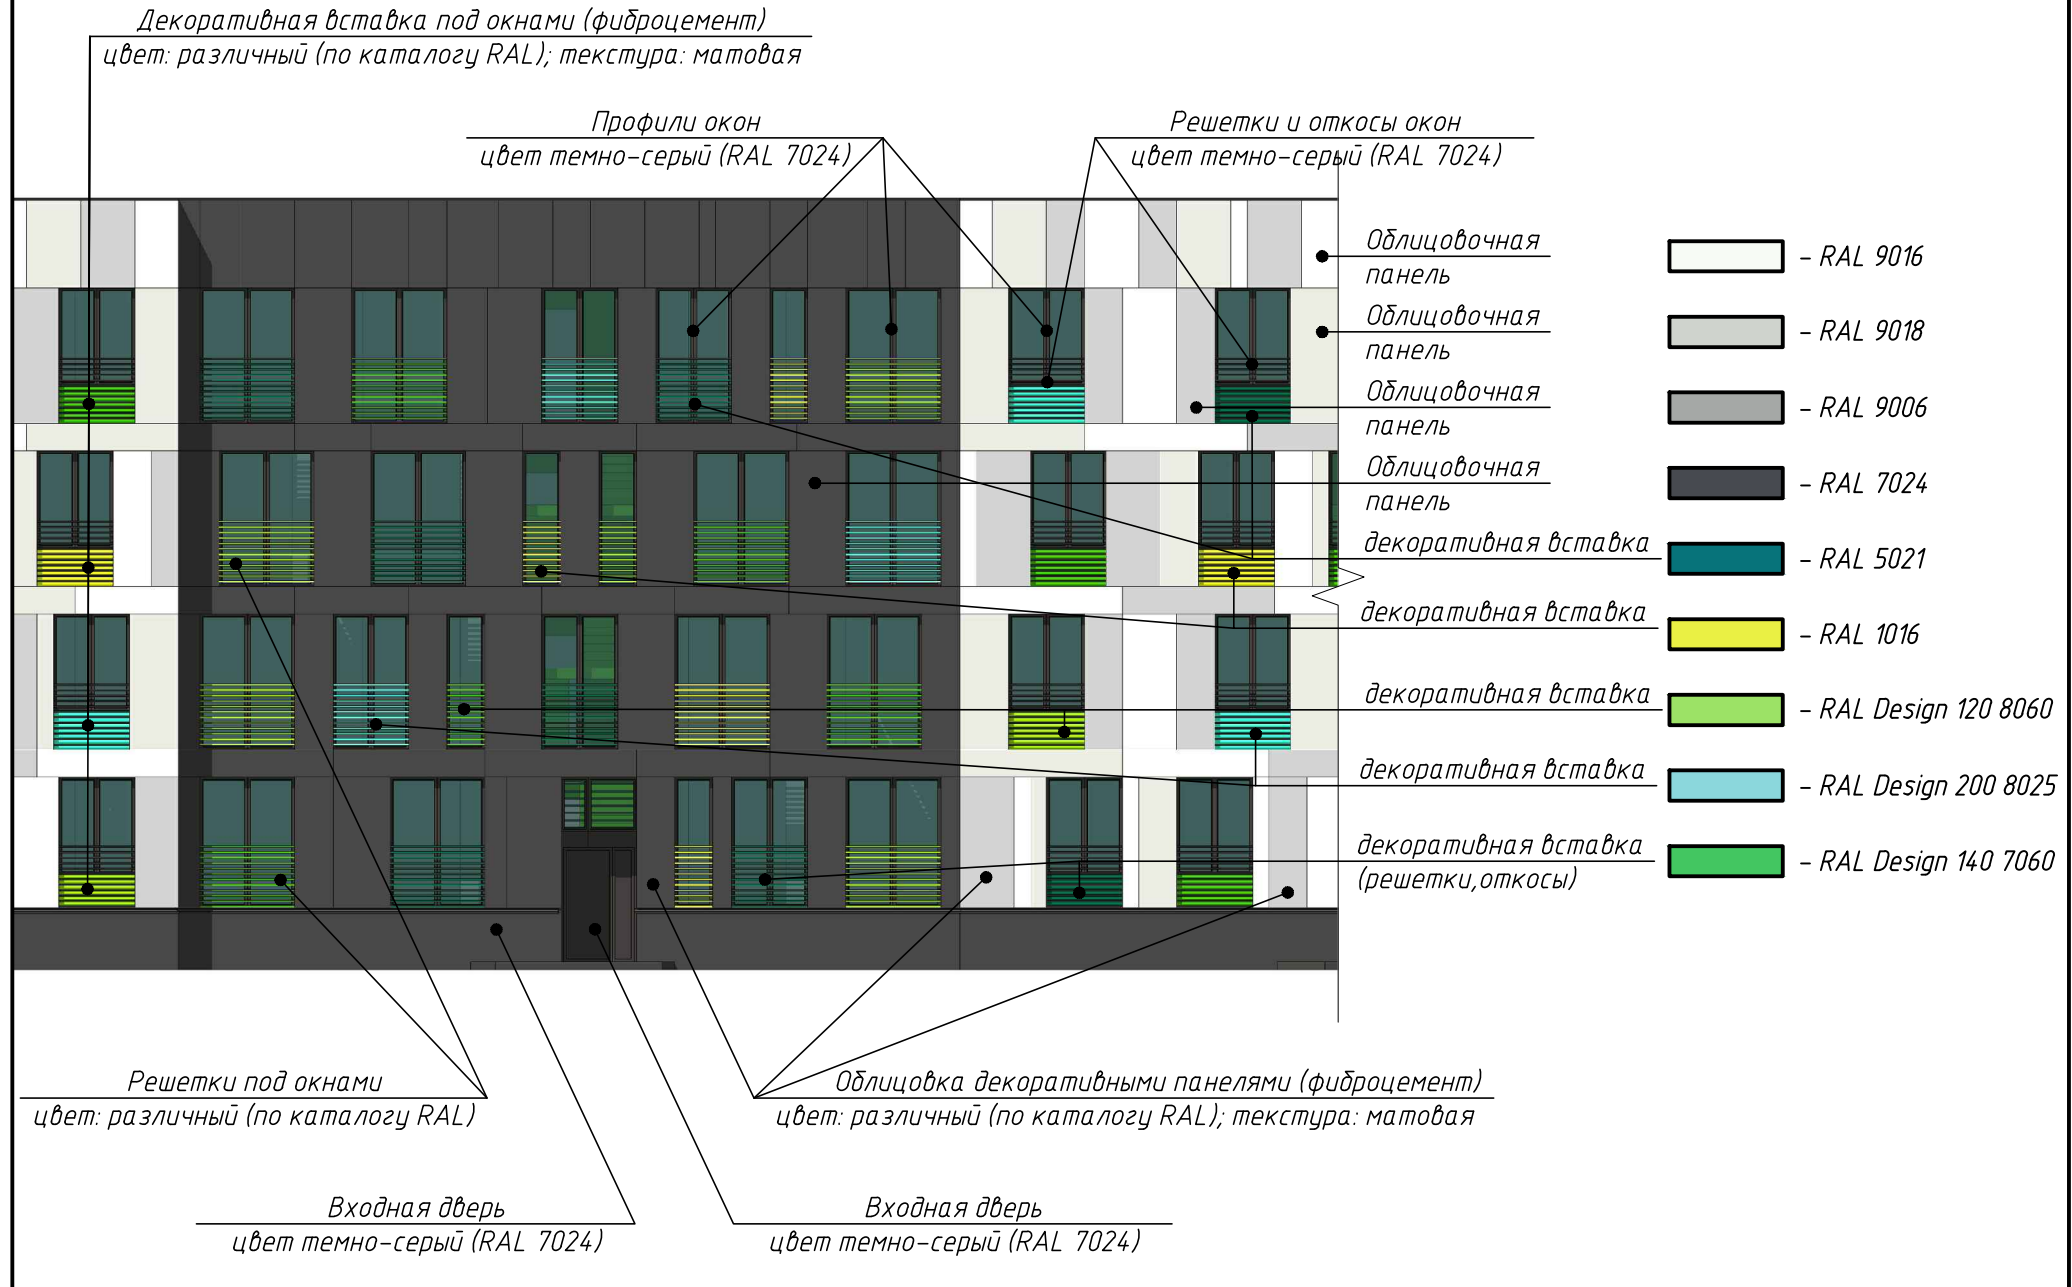 Декоративная вставка под окнами (фиброцемент)
цвет: различный (по каталогу RAL); текстура: матовая
Профили окон
цвет темно-серый (RAL 7024)
Решетки и откосы окон
цвет темно-серый (RAL 7024)
Облицовочная
панель
- RAL 9016
Облицовочная
панель
- RAL 9018
Облицовочная
панель
- RAL 9006
Облицовочная
панель
- RAL 7024
декоративная вставка
- RAL 5021
декоративная вставка
- RAL 1016
декоративная вставка
- RAL Design 120 8060
декоративная вставка
- RAL Design 200 8025
декоративная вставка
(решетки,откосы)
- RAL Design 140 7060
Решетки под окнами
цвет: различный (по каталогу RAL)
Облицовка декоративными панелями (фиброцемент)
цвет: различный (по каталогу RAL); текстура: матовая
Входная дверь
цвет темно-серый (RAL 7024)
Входная дверь
цвет темно-серый (RAL 7024)